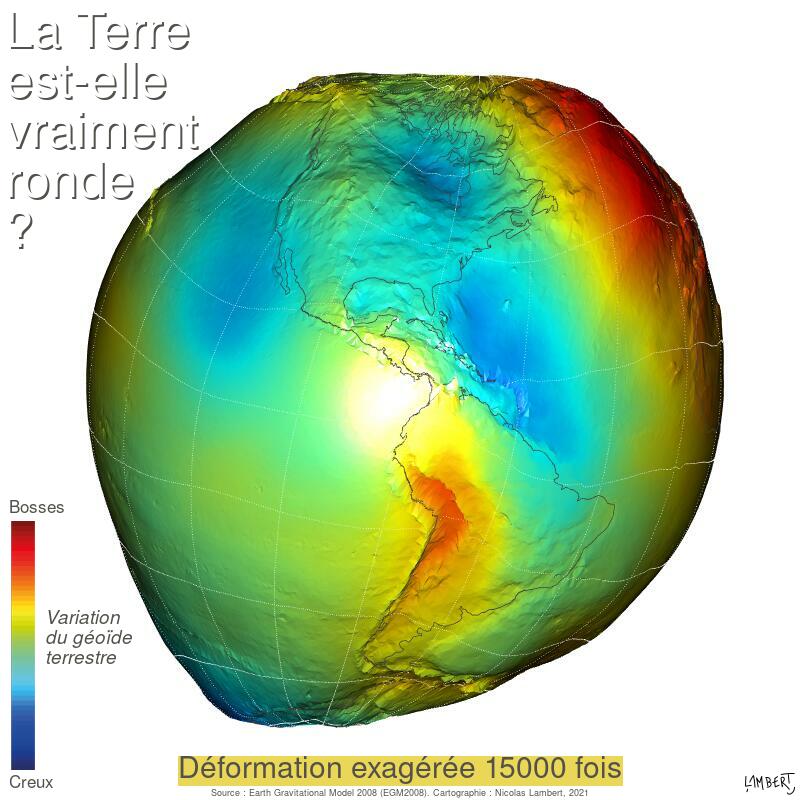 La Terre
est-elle
vraiment
ronde
?
Bosses
Variation
du géoïde
terrestre
Creux
Déformation exagérée 15000 fois
Source : Earth Gravitational Model 2008 (EGM2008). Cartographie : Nicolas Lambert, 2021
LAMBERT